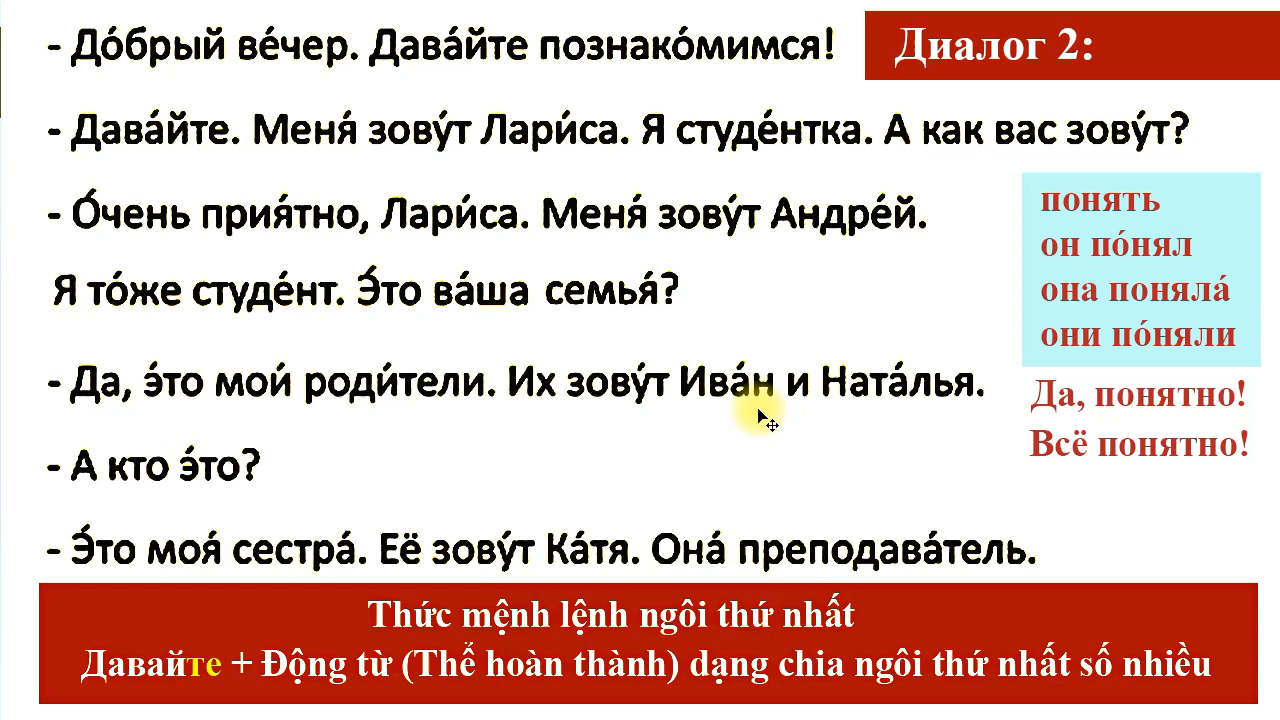 - До́брый ве́чер. Дава́йте познако́мимся!
Диалог 2:
- Дава́йте. Меня́ зову́т Лари́са. Я студе́нтка. А как вас зову́т?
- О́чень прия́тно, Лари́са. Меня́ зову́т Андре́й.
Я то́же студе́нт. Э́то ва́ша семья́?
- Да, э́то мои́ роди́тели. Их зову́т Ива́н и Ната́лья.
- А кто э́то?
- Э́то моя́ сестра́. Её зову́т Ка́тя. Она́ преподава́тель.
понять
он по́нял
она поняла́
они по́няли
Да, понятно!
Всё понятно!
Thức mệnh lệnh ngôi thứ nhất
Давайте + Động từ (Thể hoàn thành) dạng chia ngôi thứ nhất số nhiều